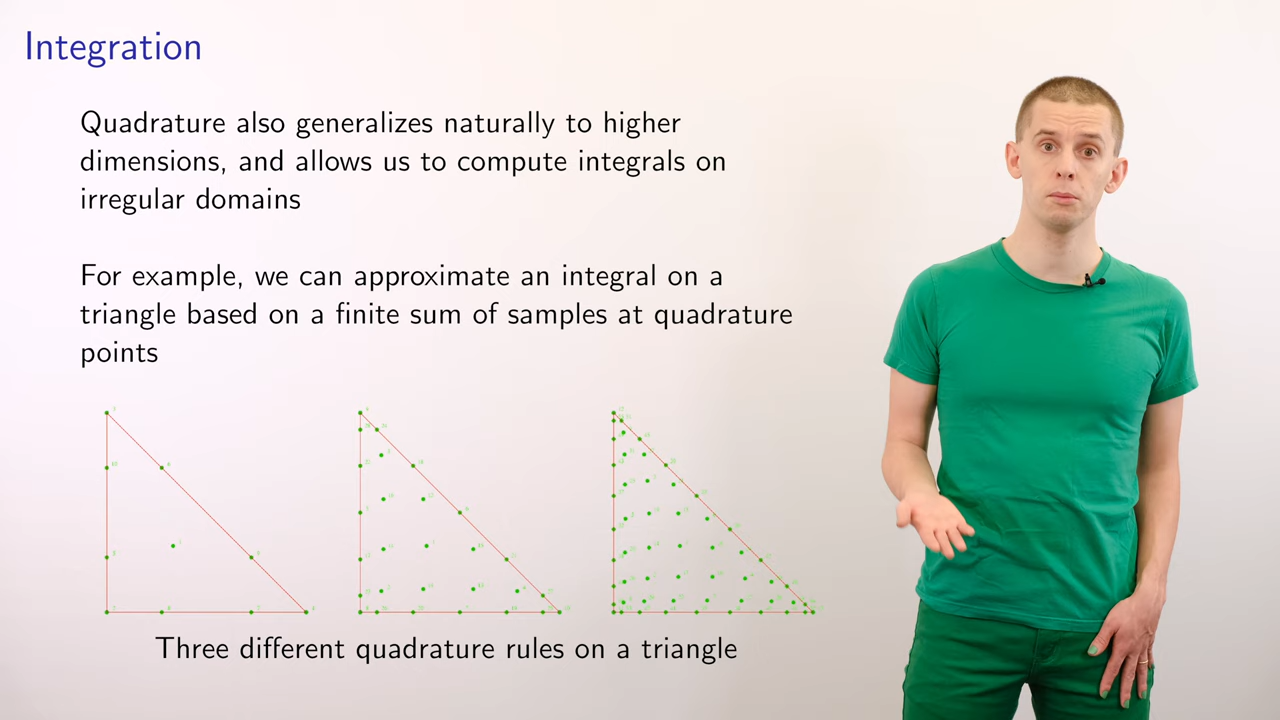 Integration
Quadrature also generalizes naturally to higher
dimensions, and allows us to compute integrals on
irregular domains
For example, we can approximate an integral on a
triangle based on a finite sum of samples at quadrature
points
Three different quadrature rules on a triangle